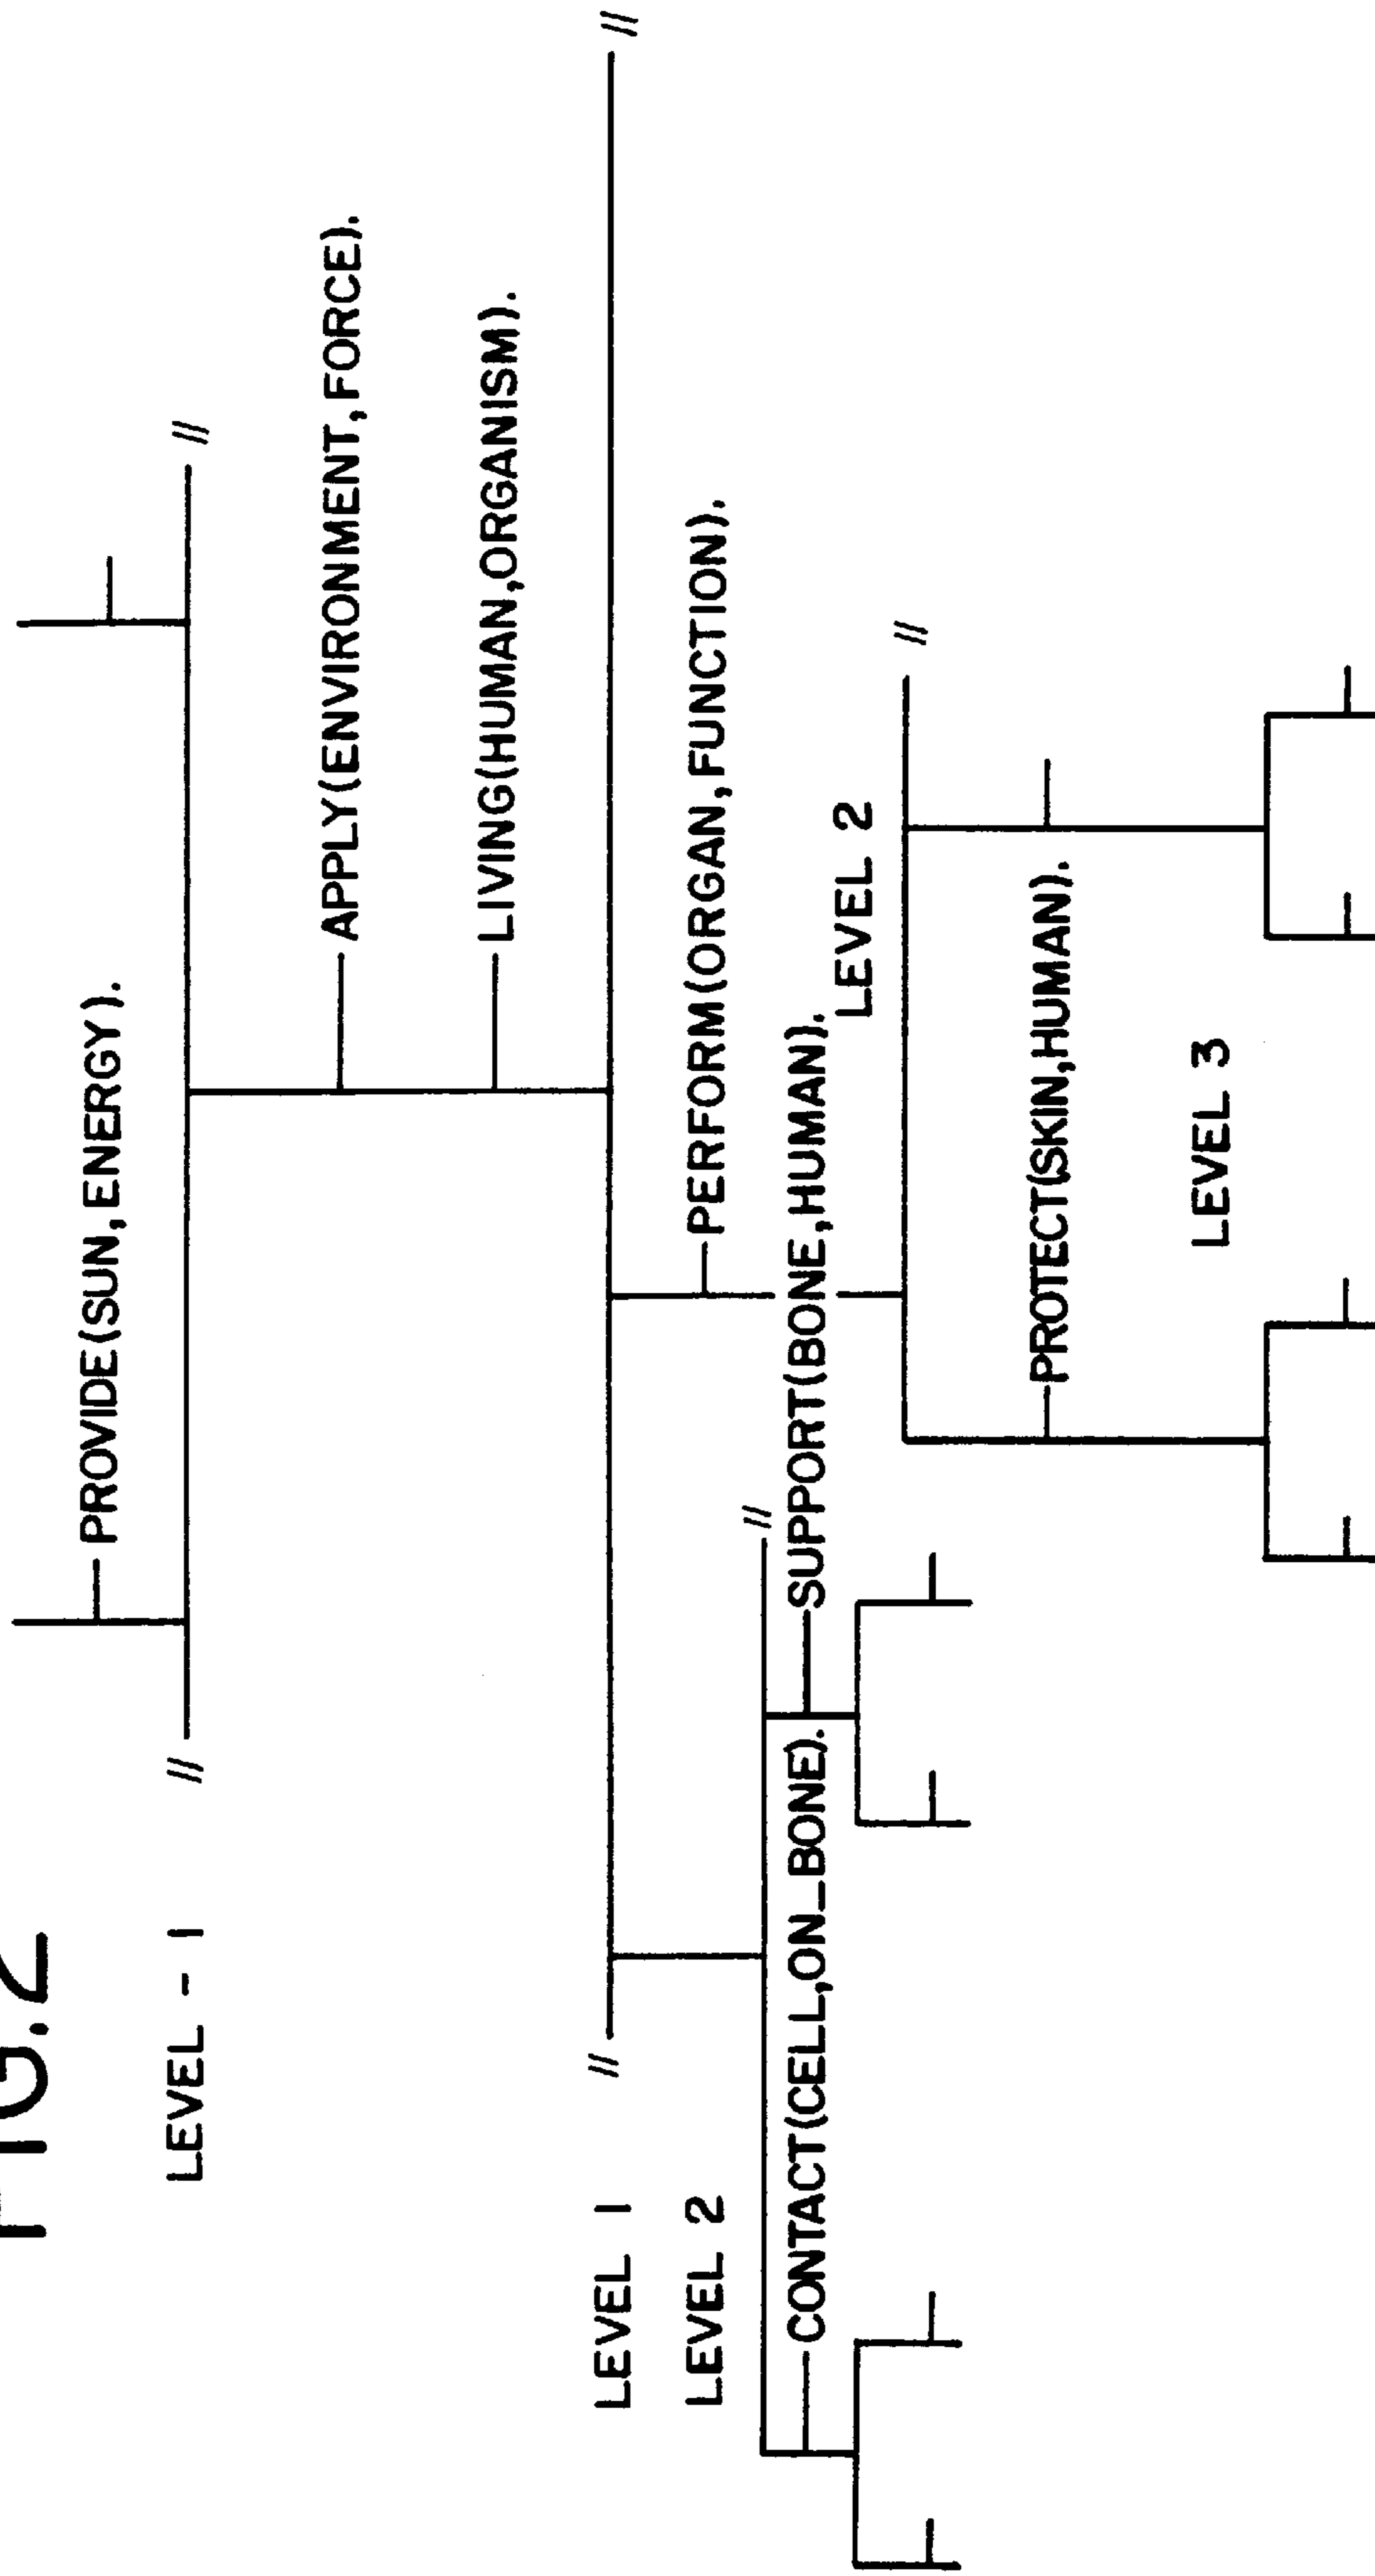 FIG.2
PROVIDE(SUN,ENERGY).
LEVEL - 1
APPLY(ENVIRONMENT,FORCE).
LIVING(HUMAN,ORGANISM).
LEVEL 1
LEVEL 2
PERFORM(ORGAN,FUNCTION).
CONTACT(CELL,ON_BONE).
SUPPORT(BONE,HUMAN).
LEVEL 2
PROTECT(SKIN,HUMAN).
LEVEL 3